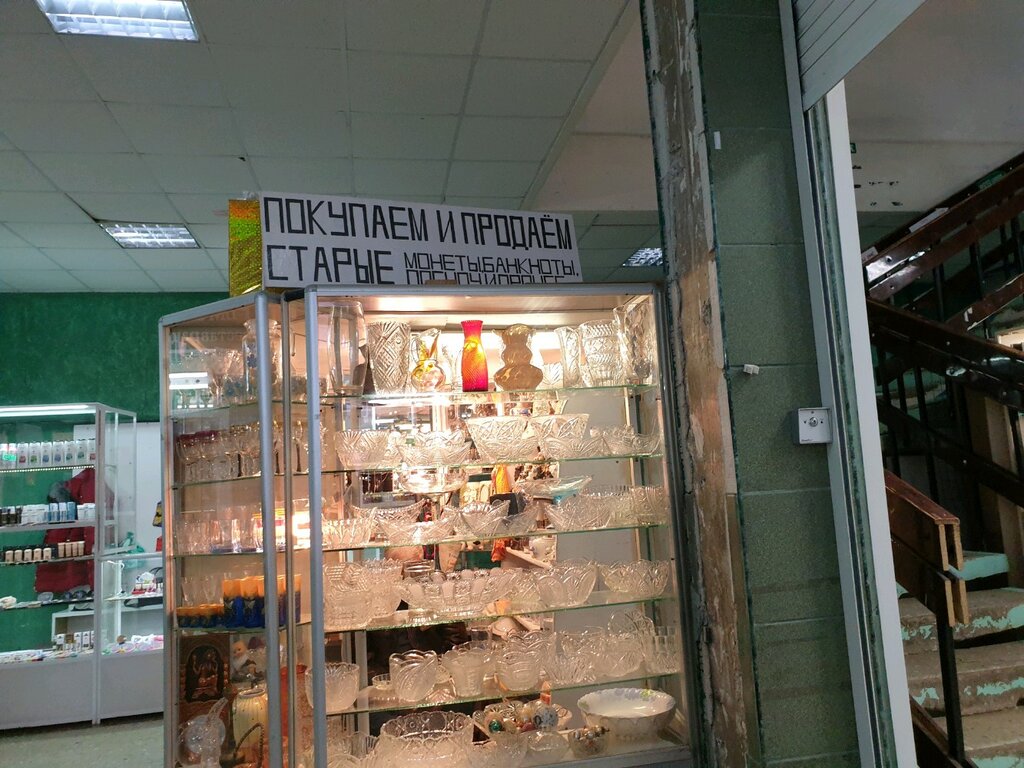 ПОКУПАЕМ И ПРОДАЁМ
СТАРЫЕ МОНЕТЫ, БАНКНОТЫ,